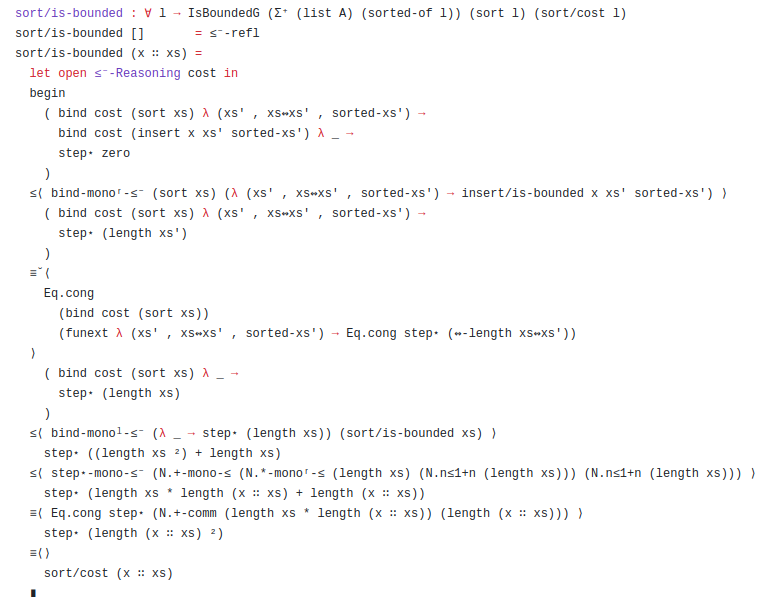 sort/is-bounded : ∀ l → IsBoundedG (Σ⁺ (list A) (sorted-of l)) (sort l) (sort/cost l)
sort/is-bounded []       = ≤⁻-refl
sort/is-bounded (x ∷ xs) =
  let open ≤⁻-Reasoning cost in
  begin
    ( bind cost (sort xs) λ (xs' , xs↭xs' , sorted-xs') →
      bind cost (insert x xs' sorted-xs') λ _ →
      step⋆ zero
    )
  ≤⟨ bind-monoʳ-≤⁻ (sort xs) (λ (xs' , xs↭xs' , sorted-xs') → insert/is-bounded x xs' sorted-xs') ⟩
    ( bind cost (sort xs) λ (xs' , xs↭xs' , sorted-xs') →
      step⋆ (length xs')
    )
  ≡˘⟨
    Eq.cong
      (bind cost (sort xs))
      (funext λ (xs' , xs↭xs' , sorted-xs') → Eq.cong step⋆ (↭-length xs↭xs'))
  ⟩
    ( bind cost (sort xs) λ _ →
      step⋆ (length xs)
    )
  ≤⟨ bind-monoˡ-≤⁻ (λ _ → step⋆ (length xs)) (sort/is-bounded xs) ⟩
    step⋆ ((length xs ²) + length xs)
  ≤⟨ step⋆-mono-≤⁻ (N.+-mono-≤ (N.*-monoʳ-≤ (length xs) (N.n≤1+n (length xs))) (N.n≤1+n (length xs))) ⟩
    step⋆ (length xs * length (x ∷ xs) + length (x ∷ xs))
  ≡⟨ Eq.cong step⋆ (N.+-comm (length xs * length (x ∷ xs)) (length (x ∷ xs))) ⟩
    step⋆ (length (x ∷ xs) ²)
  ≡⟨⟩
    sort/cost (x ∷ xs)
  ∎